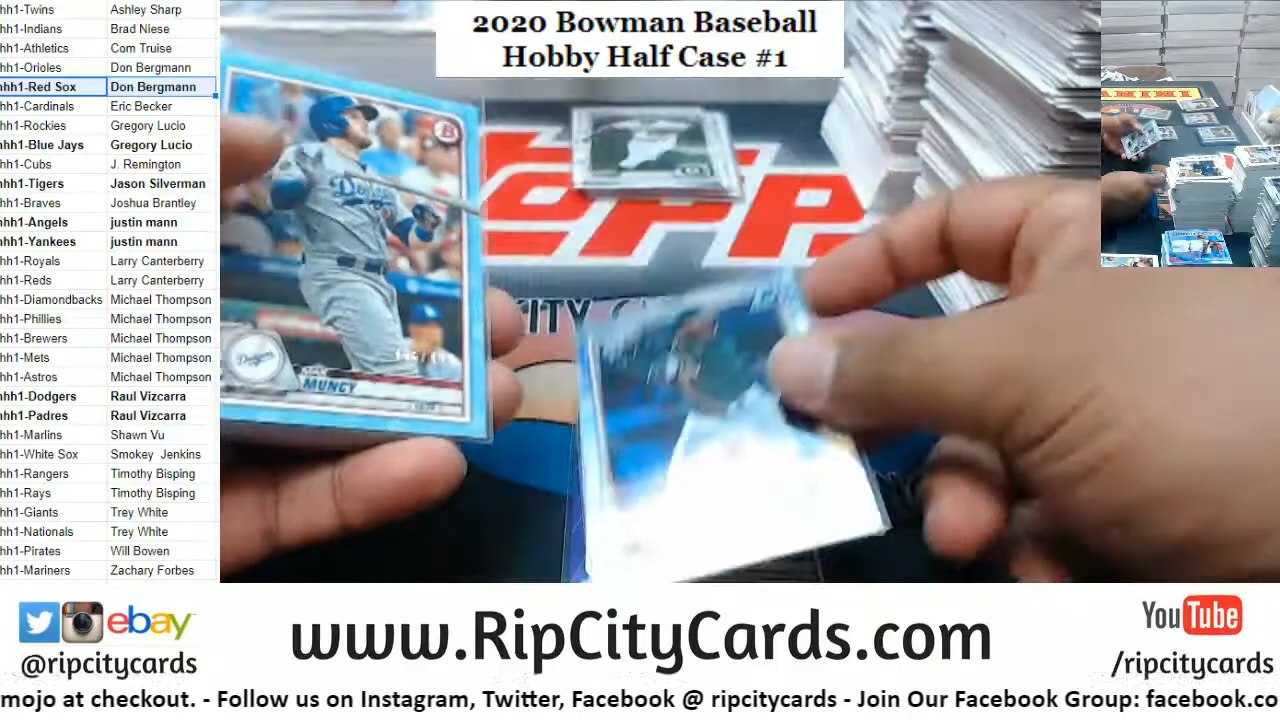 hh1-Twins Ashley Sharp
hh1-Indians Brad Niese
hh1-Athletics Com Truise
hh1-Orioles Don Bergmann
hh1-Red Sox Don Bergmann
hh1-Cardinals Eric Becker
hh1-Rockies Gregory Lucio
hh1-Blue Jays Gregory Lucio
hh1-Cubs J. Remington
hh1-Tigers Jason Silverman
hh1-Braves Joshua Brantley
hh1-Angels justin mann
hh1-Yankees justin mann
hh1-Royals Larry Canterberry
hh1-Reds Larry Canterberry
hh1-Diamondbacks Michael Thompson
hh1-Phillies Michael Thompson
hh1-Brewers Michael Thompson
hh1-Mets Michael Thompson
hh1-Astros Michael Thompson
hh1-Dodgers Raul Vizcarra
hh1-Padres Raul Vizcarra
hh1-Marlins Shawn Vu
hh1-White Sox Smokey Jenkins
hh1-Rangers Timothy Bisping
hh1-Rays Timothy Bisping
hh1-Giants Trey White
hh1-Nationals Trey White
hh1-Pirates Will Bowen
hh1-Mariners Zachary Forbes
2020 Bowman Baseball
Hobby Half Case #1
B
Dodgers
Dodgers
MUNCY
TOPP
ITY
ebay
@ripcitycards
www.RipCityCards.com
YouTube
/ripcitycards
mojo at checkout. - Follow us on Instagram, Twitter, Facebook @ ripcitycards - Join Our Facebook Group: facebook.co